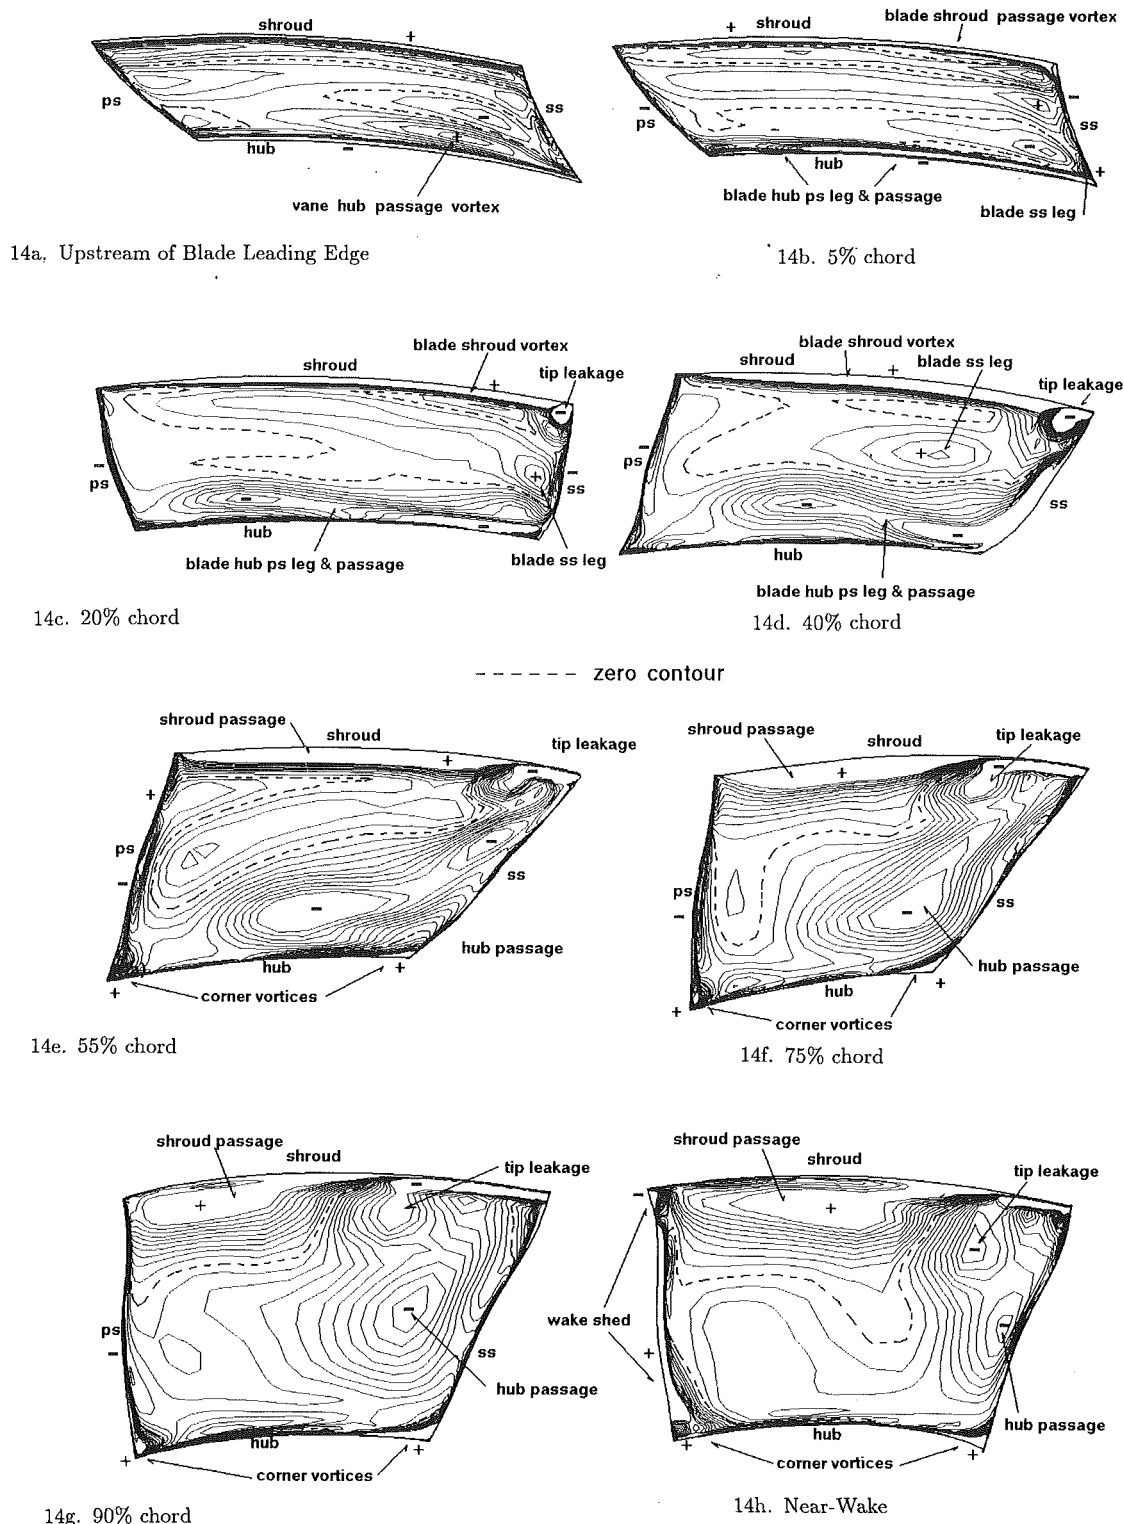 shroud
+
ps
ss
−
+
hub
−
vane hub passage vortex
14a. Upstream of Blade Leading Edge
blade shroud passage vortex
+
shroud
−
ps
+
−
ss
−
+
hub
−
blade hub ps leg & passage
blade ss leg
14b. 5% chord
blade shroud vortex
shroud
+
tip leakage
−
−
ps
+
−
ss
−
hub
−
blade hub ps leg & passage
blade ss leg
14c. 20% chord
blade shroud vortex
shroud
blade ss leg
+
tip leakage
−
−
ps
+
−
ss
−
hub
blade hub ps leg & passage
14d. 40% chord
------ zero contour
shroud passage
shroud
tip leakage
+
−
+
ps
−
−
ss
−
hub passage
hub
+
+
corner vortices
14e. 55% chord
shroud passage
shroud
tip leakage
+
−
ps
−
−
ss
hub passage
hub
+
+
corner vortices
14f. 75% chord
shroud passage
shroud
tip leakage
−
+
−
ps
−
ss
hub passage
hub
+
+
corner vortices
14g. 90% chord
shroud passage
shroud
tip leakage
−
+
−
wake shed
−
+
hub passage
hub
+
+
corner vortices
14h. Near-Wake